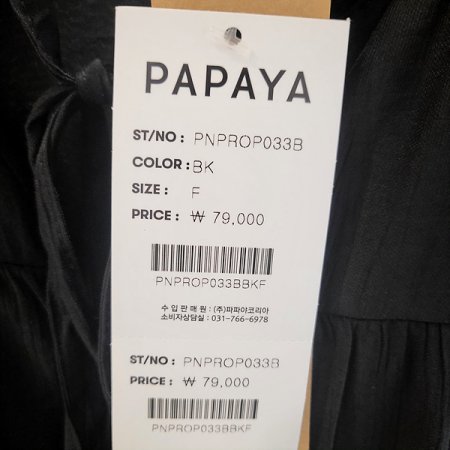 PAPAYA
ST/NO : PNPROP033B
COLOR : BK
SIZE : F
PRICE : ₩ 79,000
PNPROP033BBKF
수 입 판 매 원 : (주)파파야코리아
소비자상담실 : 031-766-6978
ST/NO : PNPROP033B
PRICE : ₩ 79,000
PNPROP033BBKF